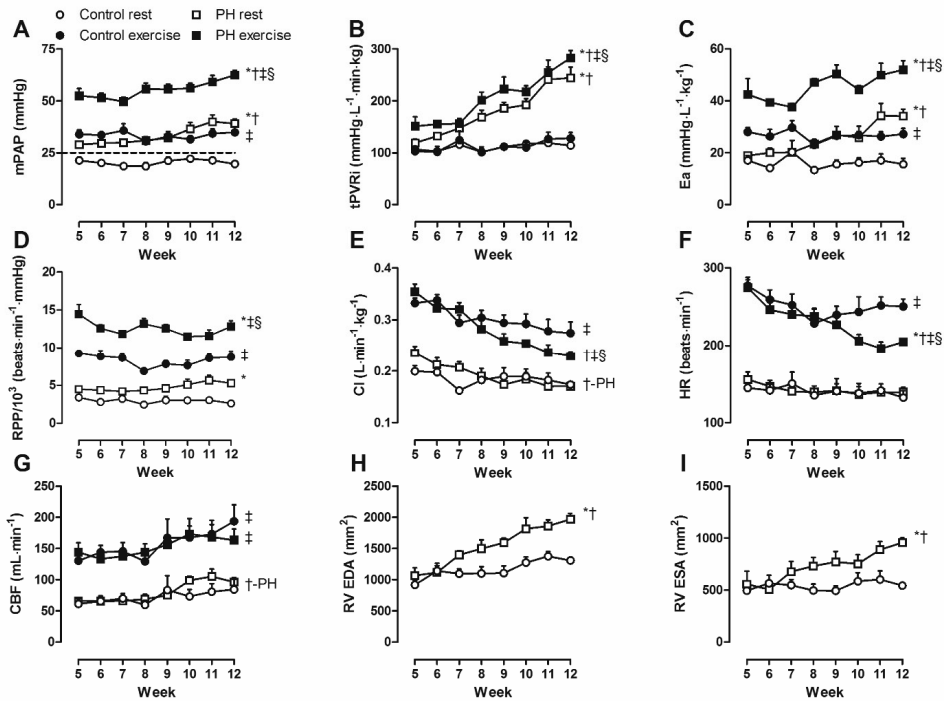 Control rest PH rest
Control exercise PH exercise
A
mPAP (mmHg)
75
50
25
0
*†‡§
*†
‡
5 6 7 8 9 10 11 12
Week
B
tPVRi (mmHg·L⁻¹·min·kg)
300
200
100
0
*†‡§
*†
5 6 7 8 9 10 11 12
Week
C
Ea (mmHg·L⁻¹·kg⁻¹)
60
40
20
0
*†‡§
*†
‡
5 6 7 8 9 10 11 12
Week
D
RPP/10³ (beats·min⁻¹·mmHg)
20
15
10
5
0
*‡§
‡
*
5 6 7 8 9 10 11 12
Week
E
CI (L·min⁻¹·kg⁻¹)
0.4
0.3
0.2
0.1
‡
†‡§
†-PH
5 6 7 8 9 10 11 12
Week
F
HR (beats·min⁻¹)
300
200
100
‡
*†‡§
5 6 7 8 9 10 11 12
Week
G
CBF (mL·min⁻¹)
250
200
150
100
50
0
‡
‡
†-PH
5 6 7 8 9 10 11 12
Week
H
RV EDA (mm²)
2500
2000
1500
1000
500
0
*†
5 6 7 8 9 10 11 12
Week
I
RV ESA (mm²)
1500
1000
500
0
*†
5 6 7 8 9 10 11 12
Week